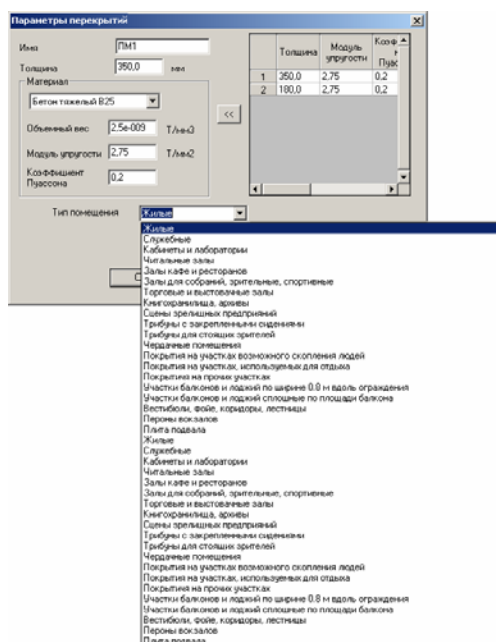 Параметры перекрытий
Имя
ПМ1
Толщина
350,0
мм
Материал
Бетон тяжелый В25
Объемный вес
2.5e-009
Т/мм3
Модуль упругости
2,75
Т/мм2
Коэффициент Пуассона
0,2
<<
Толщина Модуль упругости
1 350,0 2,75 0,2
2 180,0 2,75 0,2
Тип помещения
Жилые
Жилые
Служебные
Кабинеты и лаборатории
Читальные залы
Залы кафе и ресторанов
Залы для собраний, зрительные, спортивные
Торговые и выставочные залы
Книгохранилища, архивы
Сцены зрелищных предприятий
Трибуны с закрепленными сидениями
Трибуны для стоящих зрителей
Чердачные помещения
Покрытия на участках возможного скопления людей
Покрытия на участках, используемых для отдыха
Покрытичя на прочих участках
Участки балконов и лоджий по ширине 0.8 м вдоль ограждения
Участки балконов и лоджий сплошные по площади балкона
Вестибюли, фойе, коридоры, лестницы
Пероны вокзалов
Плита подвала
Жилые
Служебные
Кабинеты и лаборатории
Читальные залы
Залы кафе и ресторанов
Залы для собраний, зрительные, спортивные
Торговые и выставочные залы
Книгохранилища, архивы
Сцены зрелищных предприятий
Трибуны с закрепленными сидениями
Трибуны для стоящих зрителей
Чердачные помещения
Покрытия на участках возможного скопления людей
Покрытия на участках, используемых для отдыха
Покрытичя на прочих участках
Участки балконов и лоджий по ширине 0.8 м вдоль ограждения
Участки балконов и лоджий сплошные по площади балкона
Вестибюли, фойе, коридоры, лестницы
Пероны вокзалов
Плита подвала